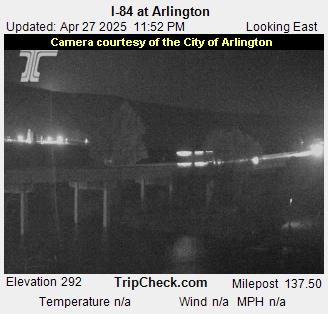 I-84 at Arlington
Updated: Apr 27 2025 11:52 PM Looking East
Camera courtesy of the City of Arlington
Elevation 292 TripCheck.com Milepost 137.50
Temperature n/a Wind n/a MPH n/a